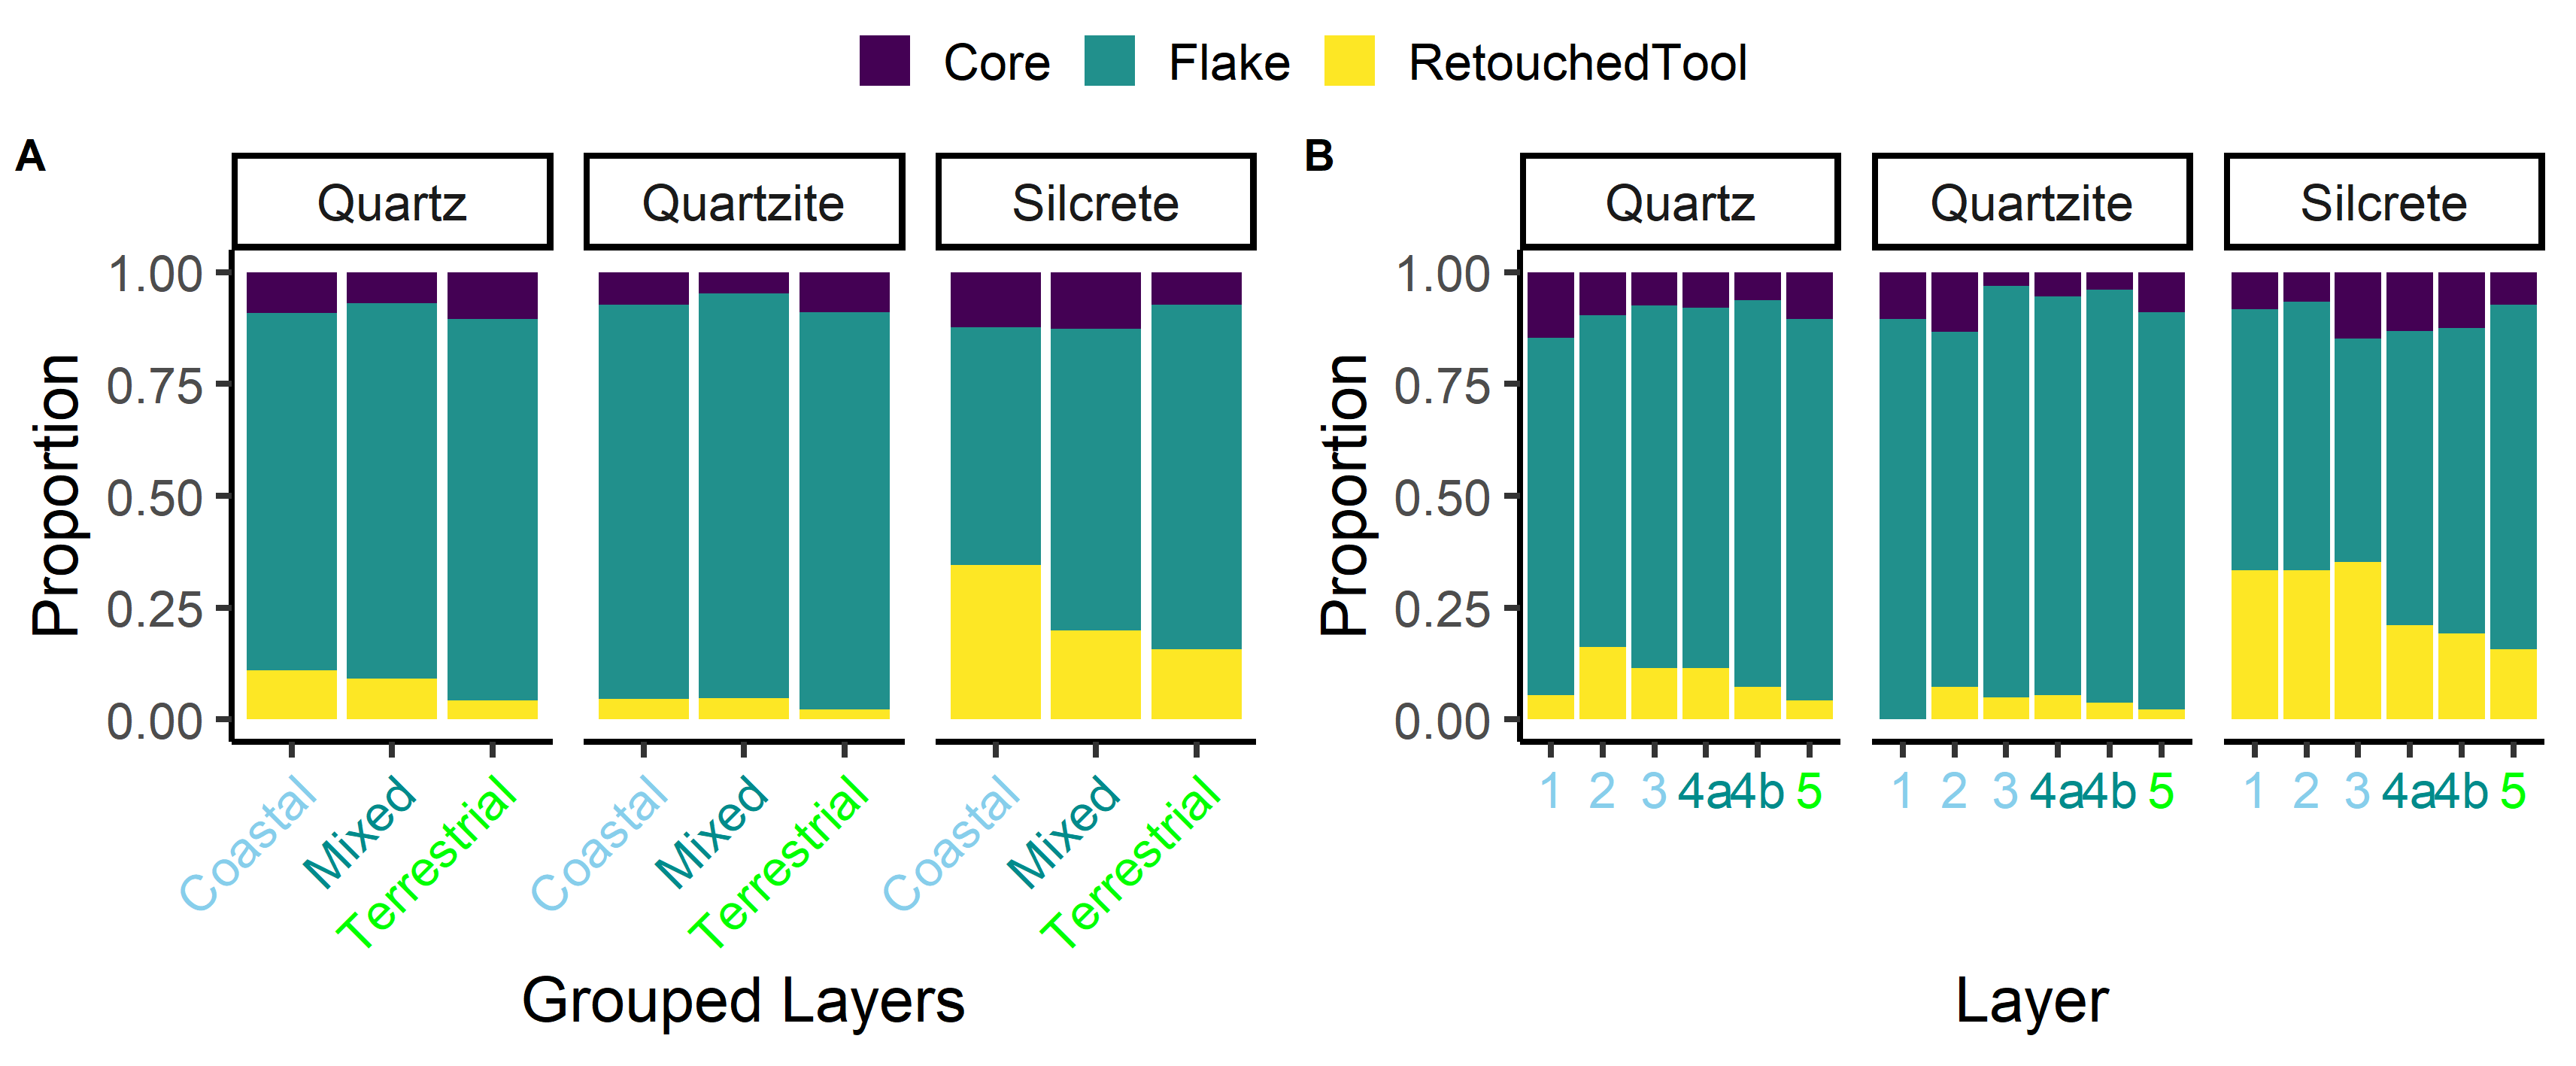 Core Flake RetouchedTool
A
Quartz Quartzite Silcrete
Proportion
1.00
0.75
0.50
0.25
0.00
Coastal Mixed Terrestrial Coastal Mixed Terrestrial Coastal Mixed Terrestrial
Grouped Layers
B
Quartz Quartzite Silcrete
Proportion
1.00
0.75
0.50
0.25
0.00
1 2 3 4a 4b 5 1 2 3 4a 4b 5 1 2 3 4a 4b 5
Layer